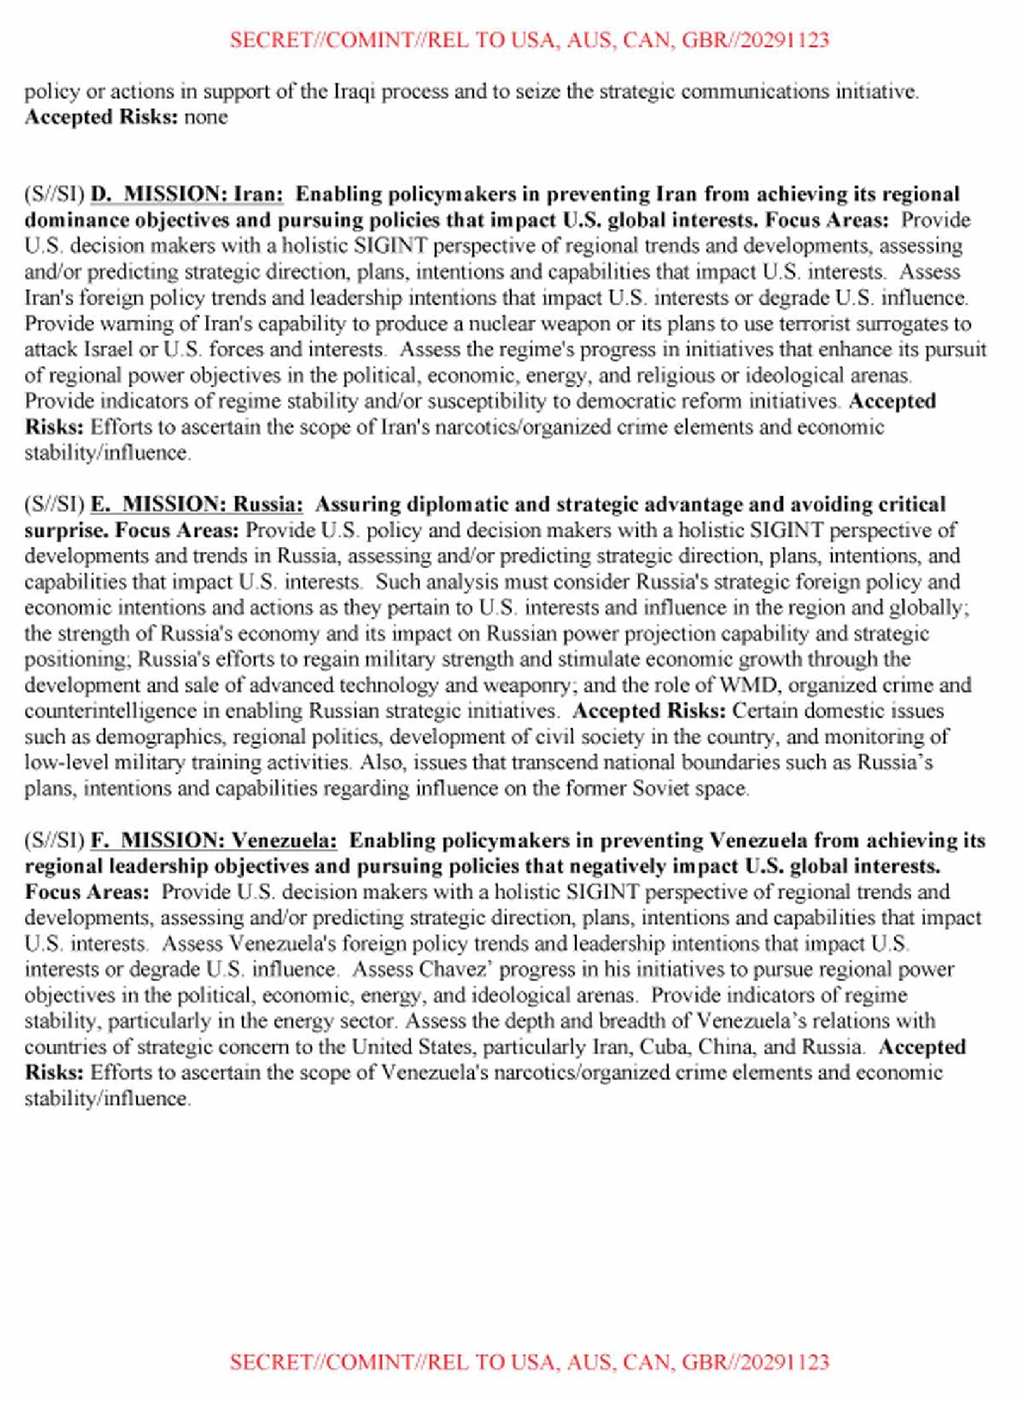 SECRET//COMINT//REL TO USA, AUS, CAN, GBR//20291123
policy or actions in support of the Iraqi process and to seize the strategic communications initiative.
Accepted Risks: none
(S//SI) D. MISSION: Iran: Enabling policymakers in preventing Iran from achieving its regional
dominance objectives and pursuing policies that impact U.S. global interests. Focus Areas: Provide
U.S. decision makers with a holistic SIGINT perspective of regional trends and developments, assessing
and/or predicting strategic direction, plans, intentions and capabilities that impact U.S. interests. Assess
Iran's foreign policy trends and leadership intentions that impact U.S. interests or degrade U.S. influence.
Provide warning of Iran's capability to produce a nuclear weapon or its plans to use terrorist surrogates to
attack Israel or U.S. forces and interests. Assess the regime's progress in initiatives that enhance its pursuit
of regional power objectives in the political, economic, energy, and religious or ideological arenas.
Provide indicators of regime stability and/or susceptibility to democratic reform initiatives. Accepted
Risks: Efforts to ascertain the scope of Iran's narcotics/organized crime elements and economic
stability/influence.
(S//SI) E. MISSION: Russia: Assuring diplomatic and strategic advantage and avoiding critical
surprise. Focus Areas: Provide U.S. policy and decision makers with a holistic SIGINT perspective of
developments and trends in Russia, assessing and/or predicting strategic direction, plans, intentions, and
capabilities that impact U.S. interests. Such analysis must consider Russia's strategic foreign policy and
economic intentions and actions as they pertain to U.S. interests and influence in the region and globally;
the strength of Russia's economy and its impact on Russian power projection capability and strategic
positioning; Russia's efforts to regain military strength and stimulate economic growth through the
development and sale of advanced technology and weaponry; and the role of WMD, organized crime and
counterintelligence in enabling Russian strategic initiatives. Accepted Risks: Certain domestic issues
such as demographics, regional politics, development of civil society in the country, and monitoring of
low-level military training activities. Also, issues that transcend national boundaries such as Russia's
plans, intentions and capabilities regarding influence on the former Soviet space.
(S//SI) F. MISSION: Venezuela: Enabling policymakers in preventing Venezuela from achieving its
regional leadership objectives and pursuing policies that negatively impact U.S. global interests.
Focus Areas: Provide U.S. decision makers with a holistic SIGINT perspective of regional trends and
developments, assessing and/or predicting strategic direction, plans, intentions and capabilities that impact
U.S. interests. Assess Venezuela's foreign policy trends and leadership intentions that impact U.S.
interests or degrade U.S. influence. Assess Chavez' progress in his initiatives to pursue regional power
objectives in the political, economic, energy, and ideological arenas. Provide indicators of regime
stability, particularly in the energy sector. Assess the depth and breadth of Venezuela's relations with
countries of strategic concern to the United States, particularly Iran, Cuba, China, and Russia. Accepted
Risks: Efforts to ascertain the scope of Venezuela's narcotics/organized crime elements and economic
stability/influence.
SECRET//COMINT//REL TO USA, AUS, CAN, GBR//20291123